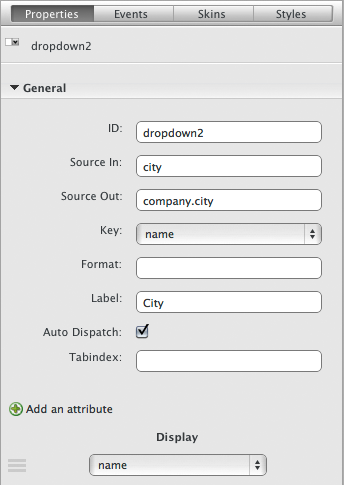 Properties Events Skins Styles
dropdown2
General
ID: dropdown2
Source In: city
Source Out: company.city
Key: name
Format:
Label: City
Auto Dispatch:
Tabindex:
Add an attribute
Display
name